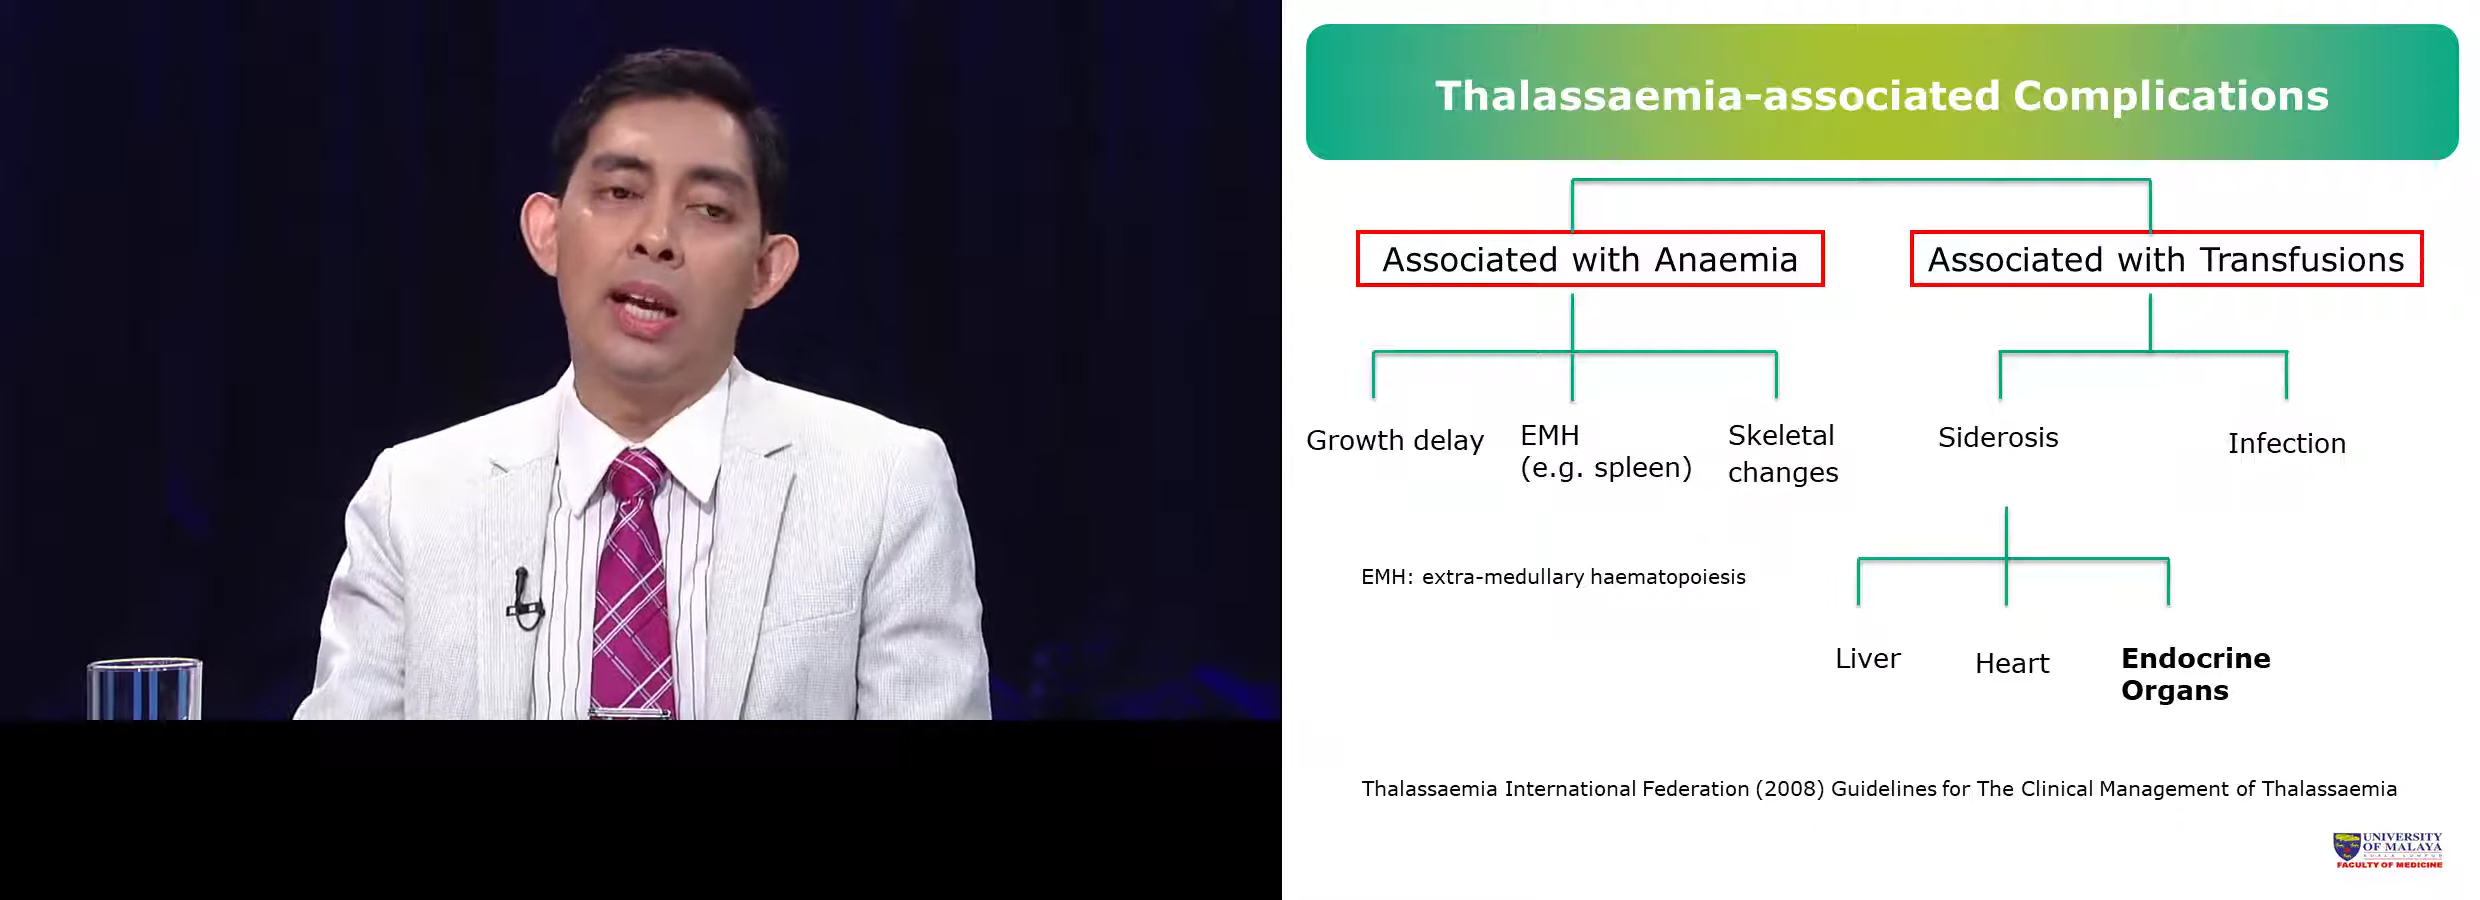 Thalassaemia-associated Complications
Associated with Anaemia
Associated with Transfusions
Growth delay
EMH
(e.g. spleen)
Skeletal
changes
Siderosis
Infection
EMH: extra-medullary haematopoiesis
Liver
Heart
Endocrine
Organs
Thalassaemia International Federation (2008) Guidelines for The Clinical Management of Thalassaemia
UNIVERSITY
OF MALAYA
KUALA LUMPUR
FACULTY OF MEDICINE